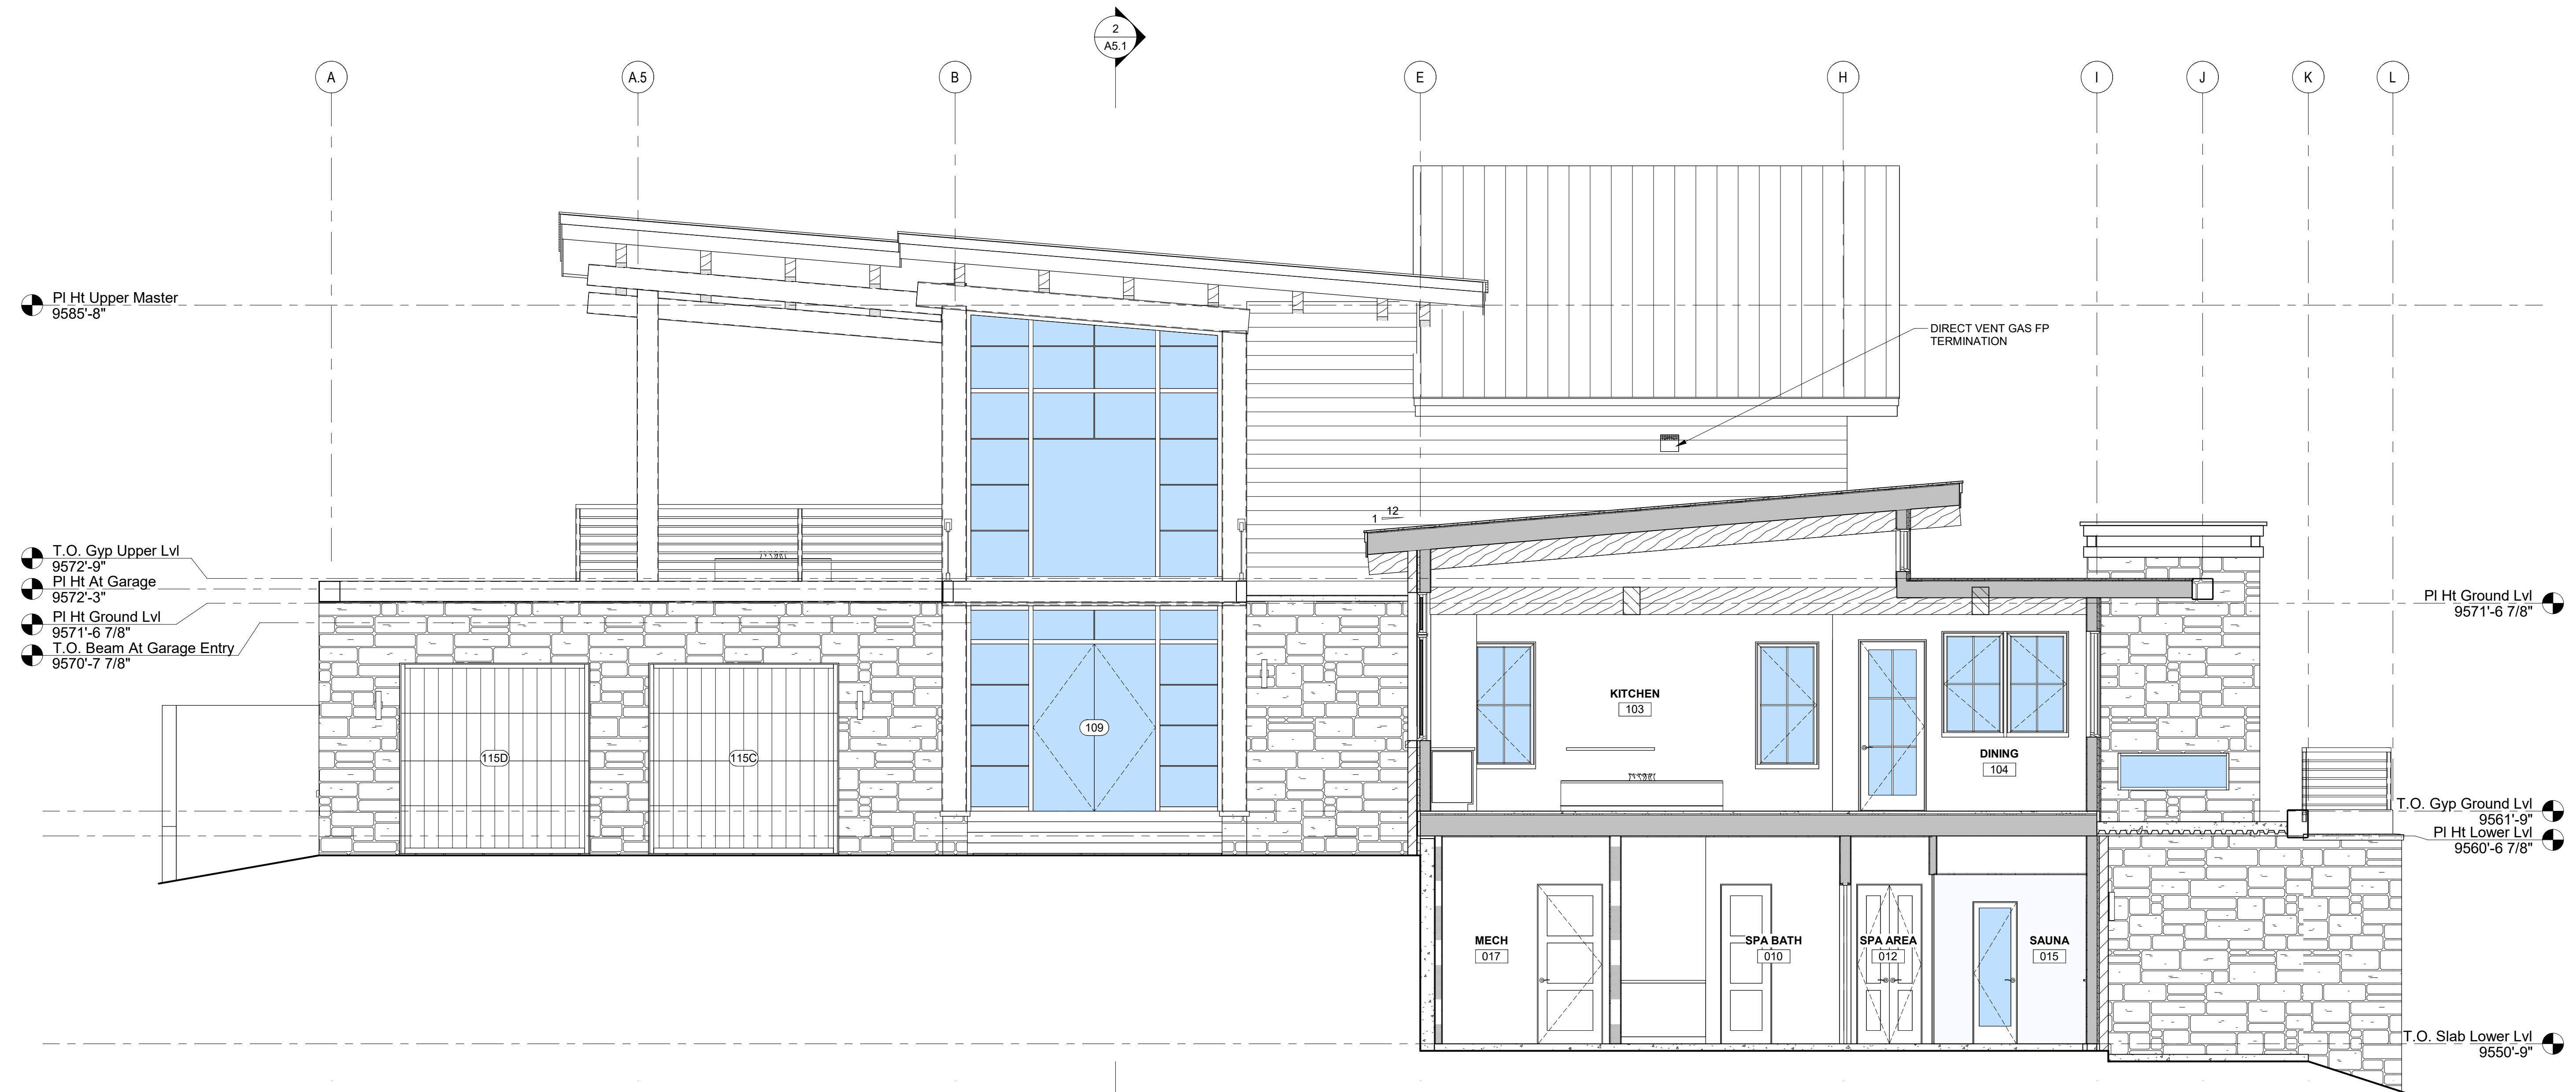 2
A5.1
A
A.5
B
E
H
I
J
K
L
Pl Ht Upper Master
9585'-8"
DIRECT VENT GAS FP
TERMINATION
12
1
T.O. Gyp Upper Lvl
9572'-9"
Pl Ht At Garage
9572'-3"
Pl Ht Ground Lvl
9571'-6 7/8"
T.O. Beam At Garage Entry
9570'-7 7/8"
Pl Ht Ground Lvl
9571'-6 7/8"
KITCHEN
103
109
115D
115C
DINING
104
T.O. Gyp Ground Lvl
9561'-9"
Pl Ht Lower Lvl
9560'-6 7/8"
MECH
017
SPA BATH
010
SPA AREA
012
SAUNA
015
T.O. Slab Lower Lvl
9550'-9"